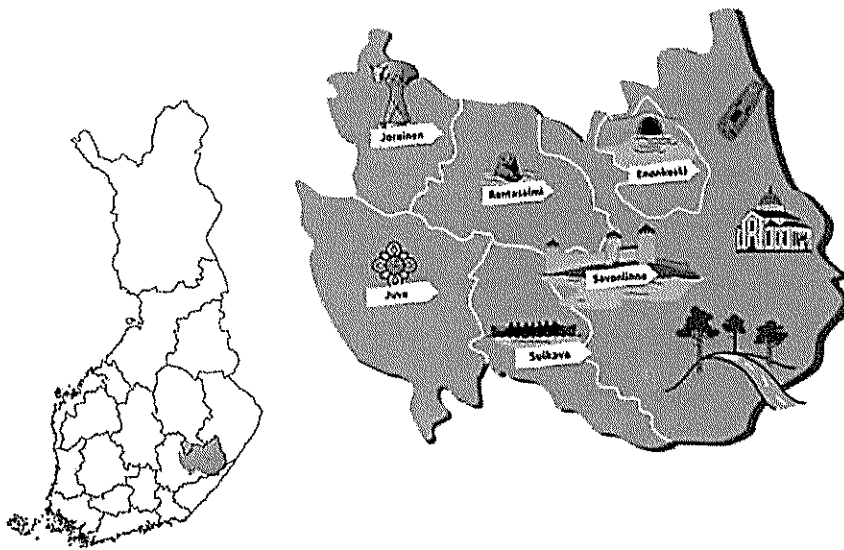 Joroinen
Rantasalmi
Enonkoski
Savonlinna
Juva
Sulkava